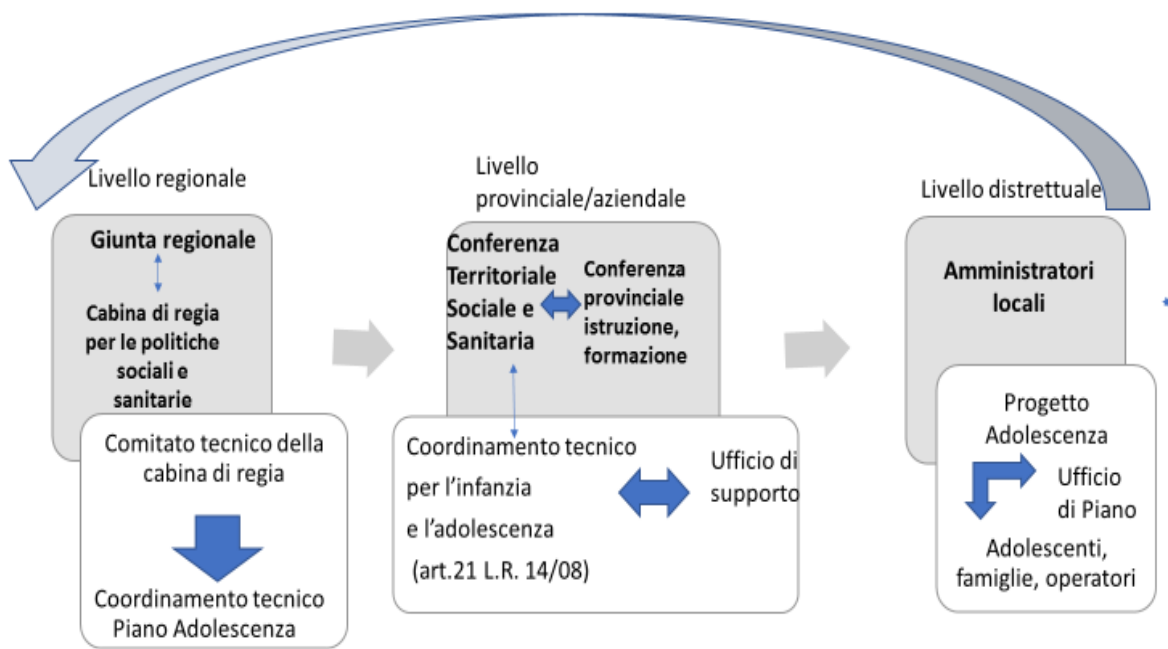 Livello regionale
Giunta regionale
Cabina di regia
per le politiche
sociali e
sanitarie
Comitato tecnico della
cabina di regia
Coordinamento tecnico
Piano Adolescenza
Livello
provinciale/aziendale
Conferenza
Territoriale
Sociale e
Sanitaria
Conferenza
provinciale
istruzione,
formazione
Coordinamento tecnico
per l’infanzia
e l’adolescenza
(art.21 L.R. 14/08)
Ufficio di
supporto
Livello distrettuale
Amministratori
locali
Progetto
Adolescenza
Ufficio
di Piano
Adolescenti,
famiglie, operatori